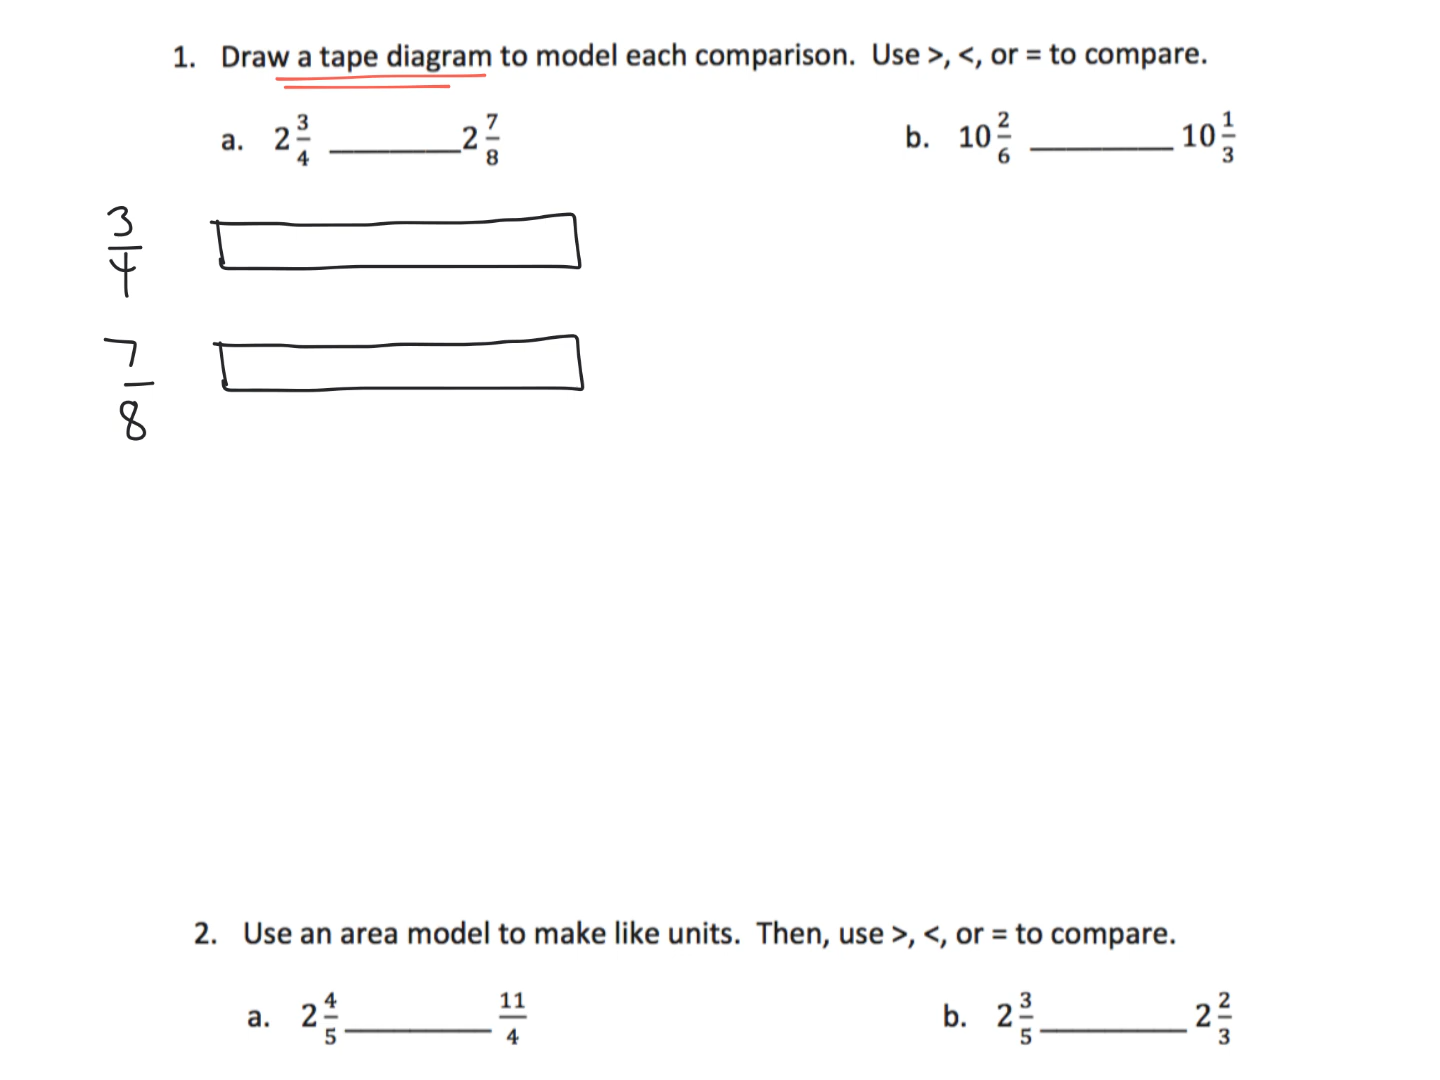 1. Draw a tape diagram to model each comparison. Use >, <, or = to compare.
a. 2 3/4 ________ 2 7/8
b. 10 2/6 ________ 10 1/3
3/4
7/8
2. Use an area model to make like units. Then, use >, <, or = to compare.
a. 2 4/5 ________ 11/4
b. 2 3/5 ________ 2 2/3